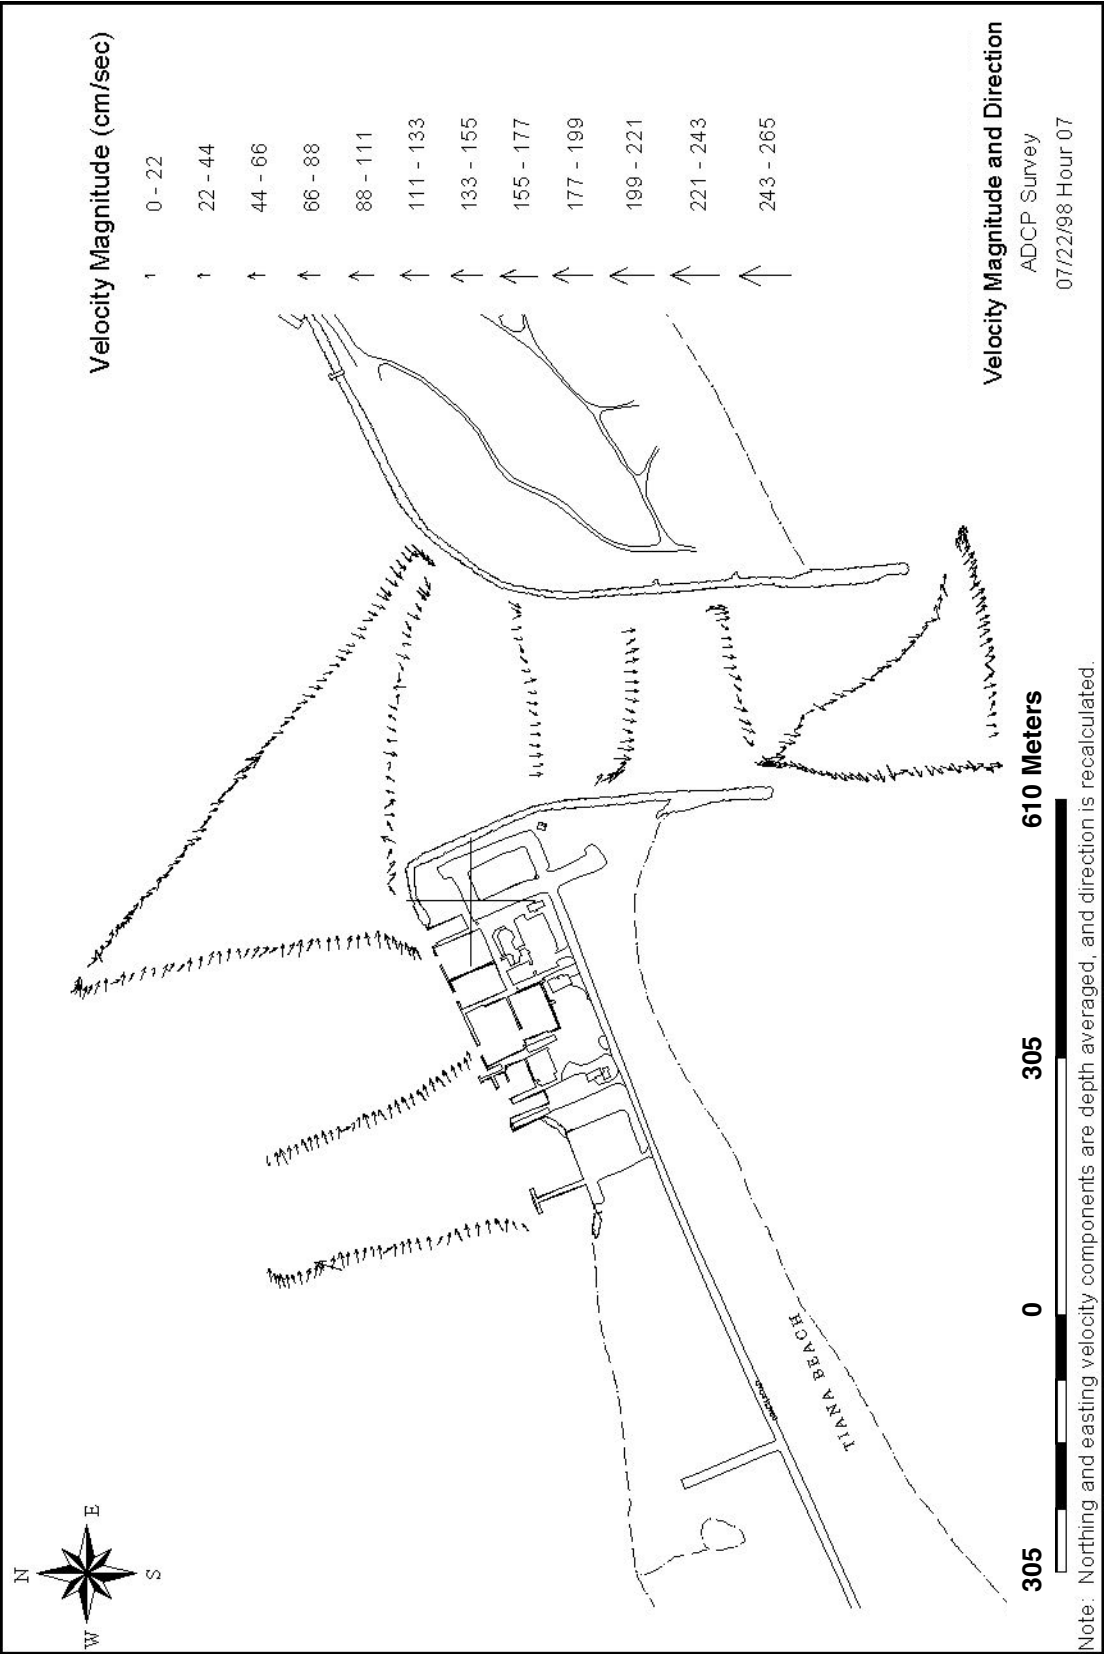 N
W E
S
Velocity Magnitude (cm/sec)
0 - 22
22 - 44
44 - 66
66 - 88
88 - 111
111 - 133
133 - 155
155 - 177
177 - 199
199 - 221
221 - 243
243 - 265
TIANA BEACH
305 0 305 610 Meters
Velocity Magnitude and Direction
ADCP Survey
07/22/98 Hour 07
Note: Northing and easting velocity components are depth averaged, and direction is recalculated.